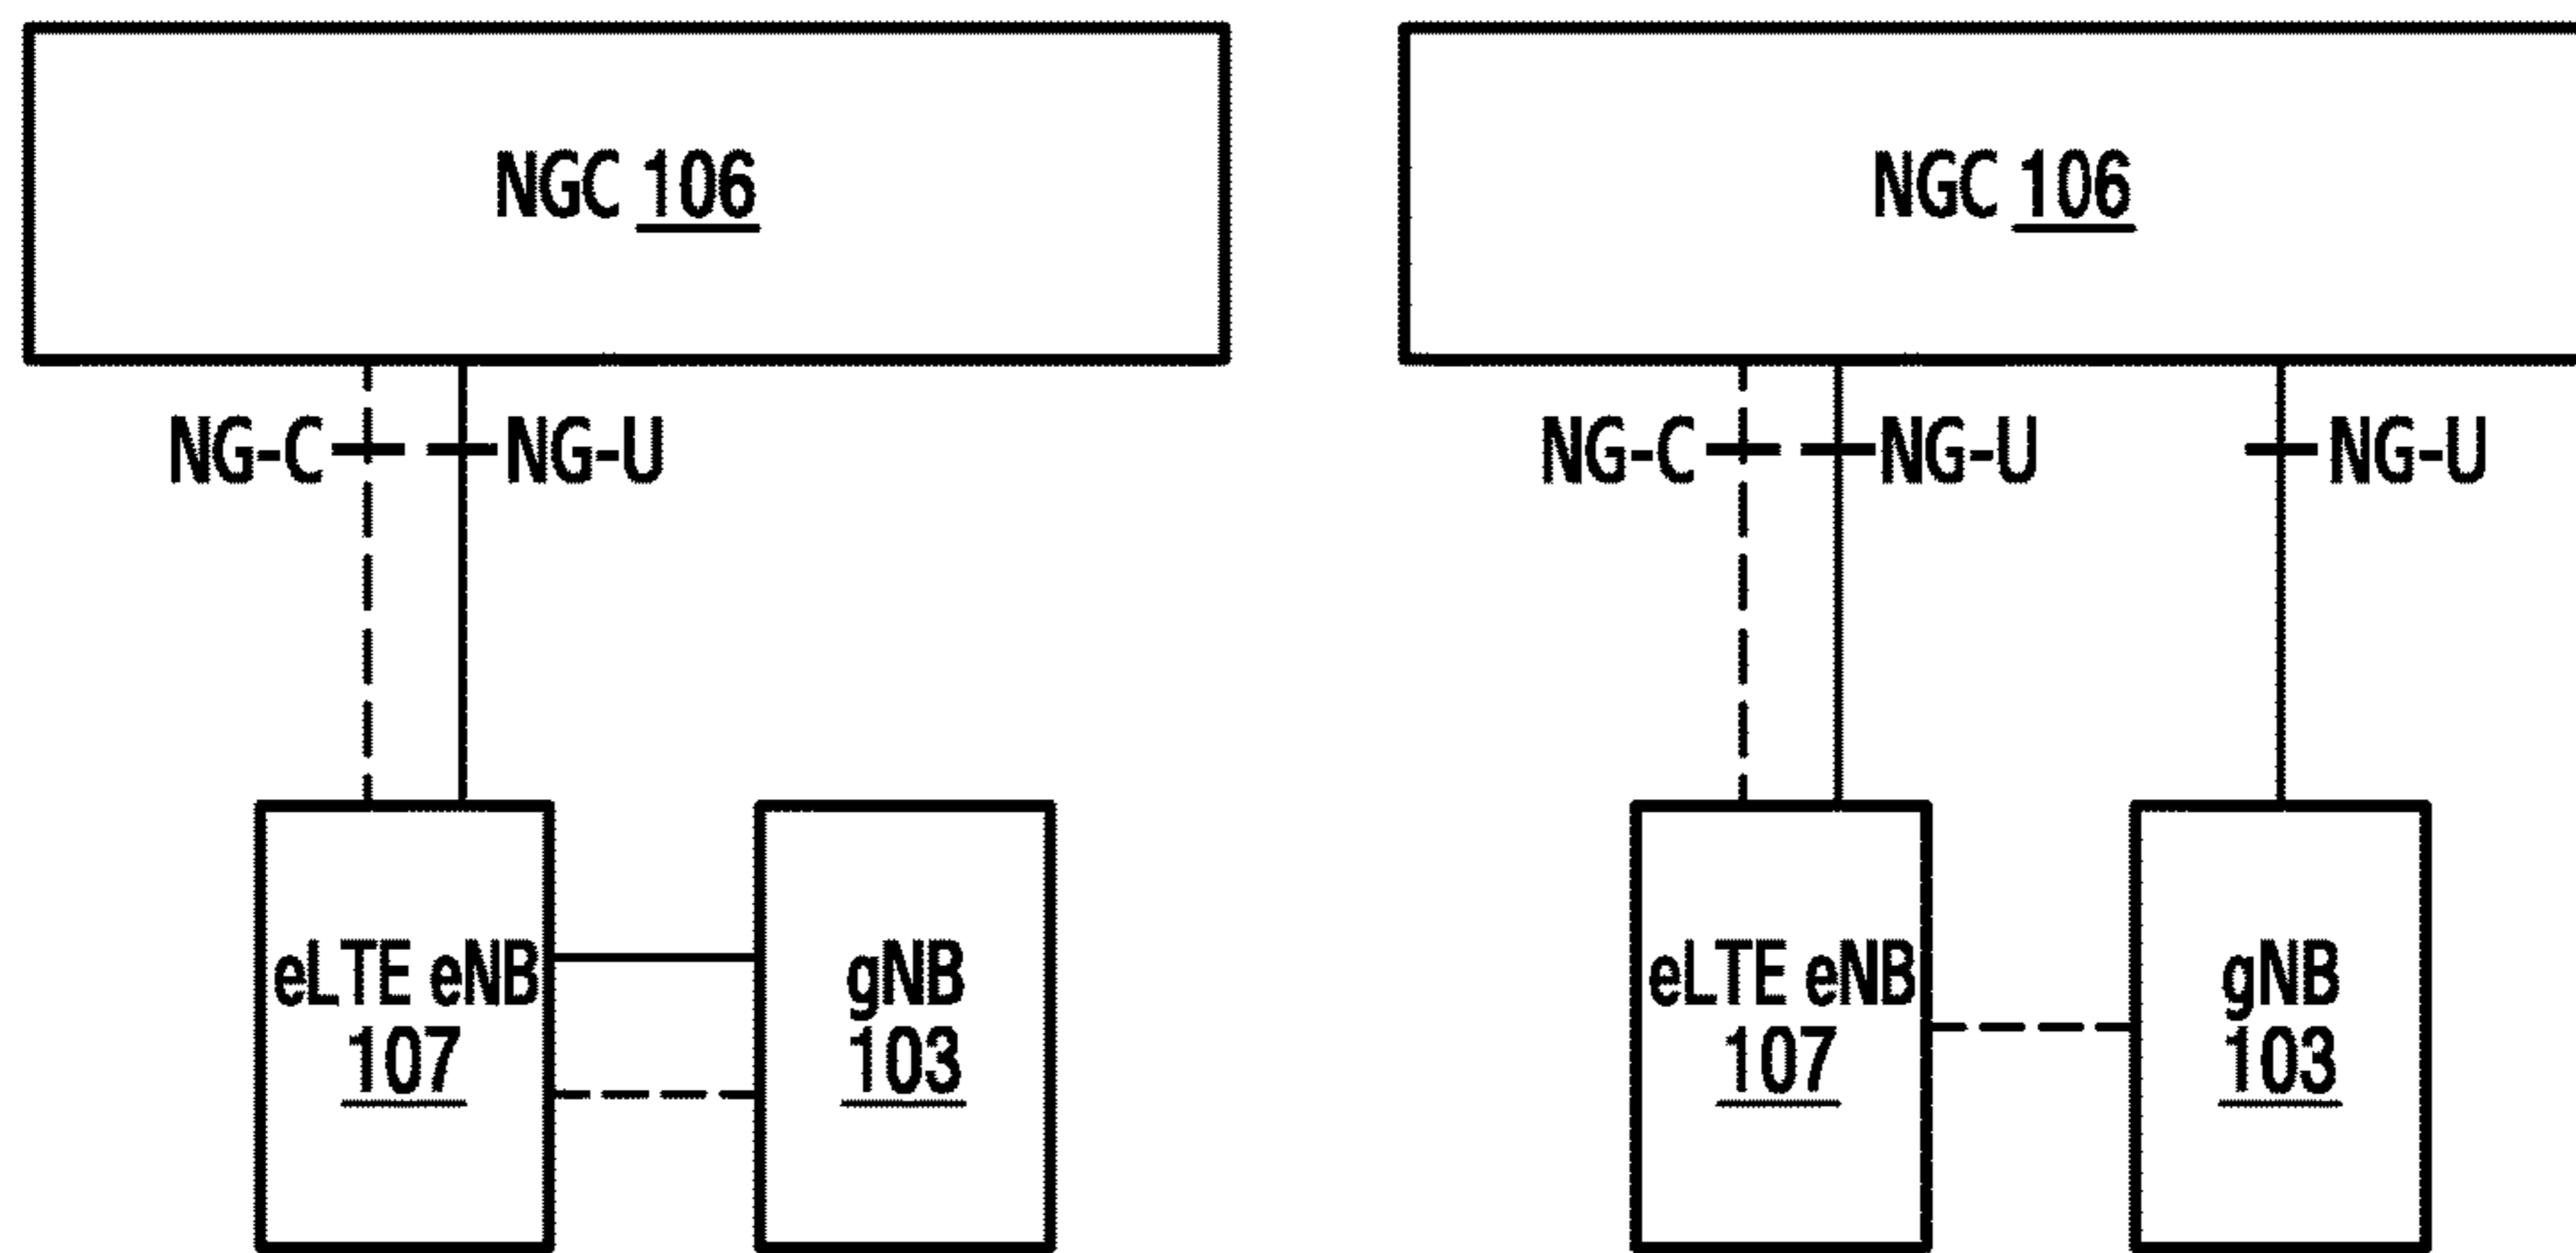 NGC 106
NG-C
NG-U
eLTE eNB
107
gNB
103
NGC 106
NG-C
NG-U
NG-U
eLTE eNB
107
gNB
103